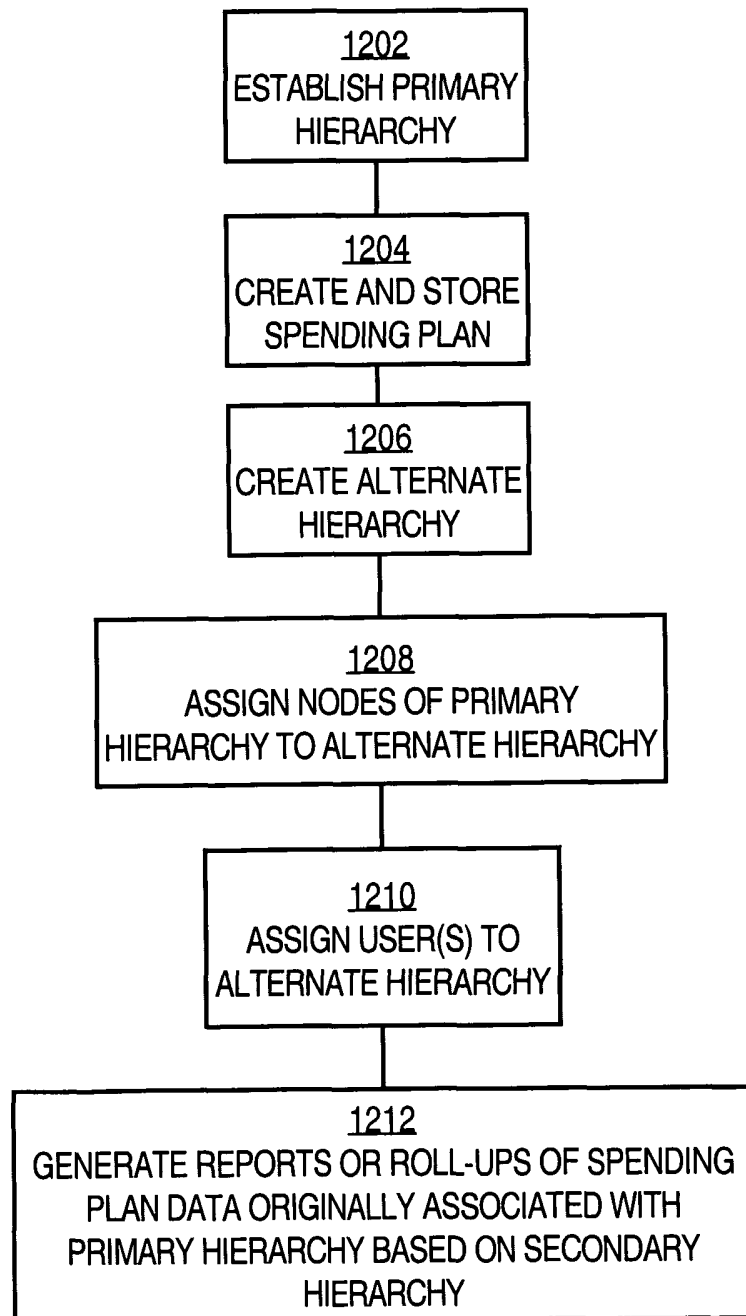 1202
ESTABLISH PRIMARY
HIERARCHY
1204
CREATE AND STORE
SPENDING PLAN
1206
CREATE ALTERNATE
HIERARCHY
1208
ASSIGN NODES OF PRIMARY
HIERARCHY TO ALTERNATE HIERARCHY
1210
ASSIGN USER(S) TO
ALTERNATE HIERARCHY
1212
GENERATE REPORTS OR ROLL-UPS OF SPENDING
PLAN DATA ORIGINALLY ASSOCIATED WITH
PRIMARY HIERARCHY BASED ON SECONDARY
HIERARCHY